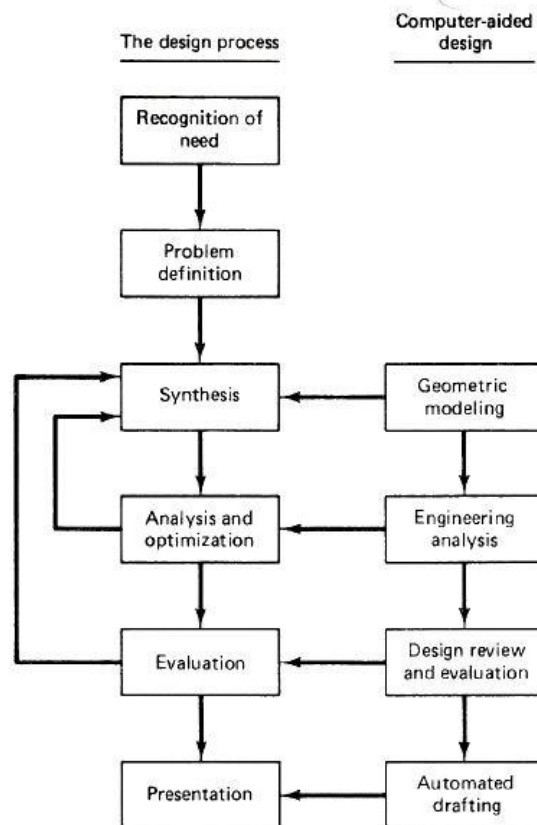 The design process
Computer-aided
design
Recognition of
need
Problem
definition
Synthesis
Geometric
modeling
Analysis and
optimization
Engineering
analysis
Evaluation
Design review
and evaluation
Presentation
Automated
drafting